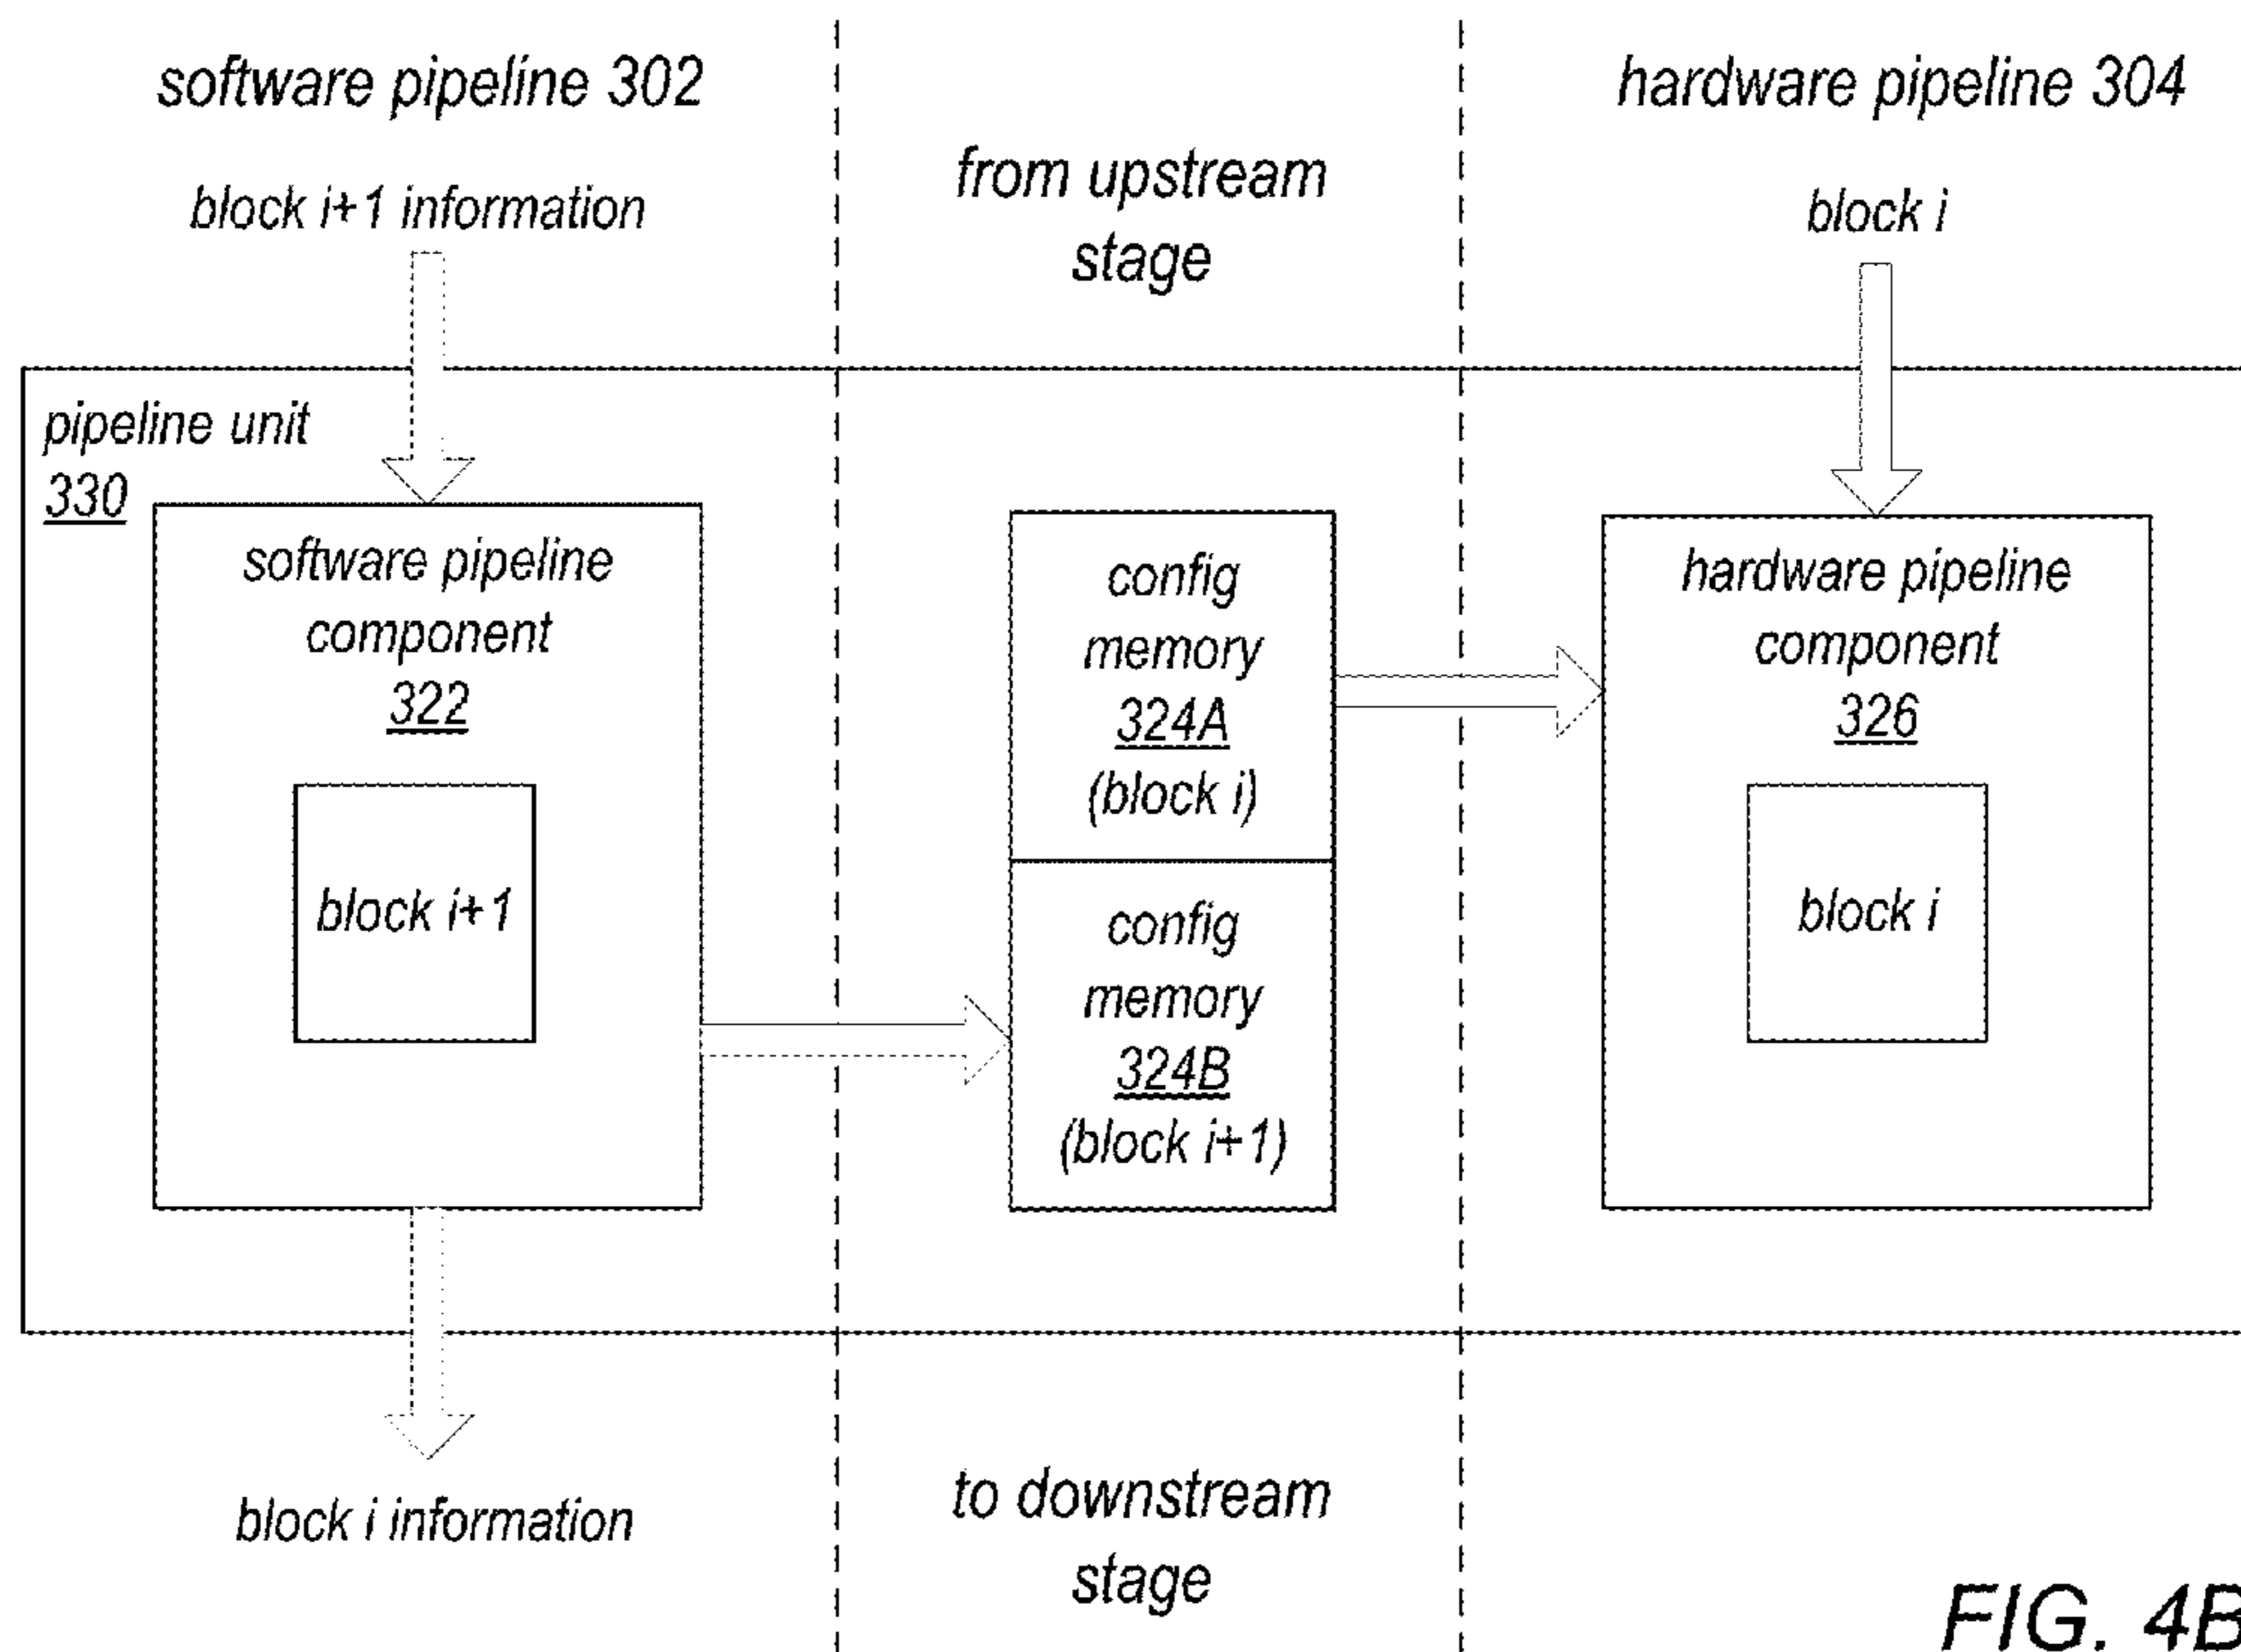 software pipeline 302
hardware pipeline 304
block i+1 information
from upstream
stage
block i
pipeline unit
330
software pipeline
component
322
block i+1
config
memory
324A
(block i)
config
memory
324B
(block i+1)
hardware pipeline
component
326
block i
block i information
to downstream
stage
FIG. 4B